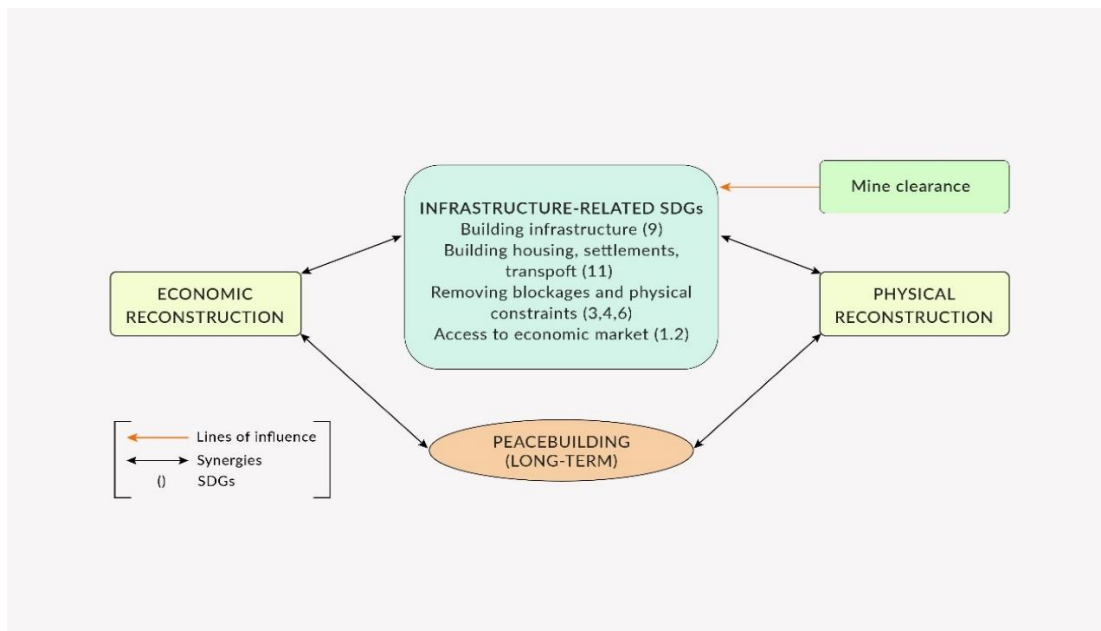 INFRASTRUCTURE-RELATED SDGs
Building infrastructure (9)
Building housing, settlements,
transpoft (11)
Removing blockages and physical
constraints (3,4,6)
Access to economic market (1.2)
Mine clearance
ECONOMIC
RECONSTRUCTION
PHYSICAL
RECONSTRUCTION
PEACEBUILDING
(LONG-TERM)
Lines of influence
Synergies
() SDGs